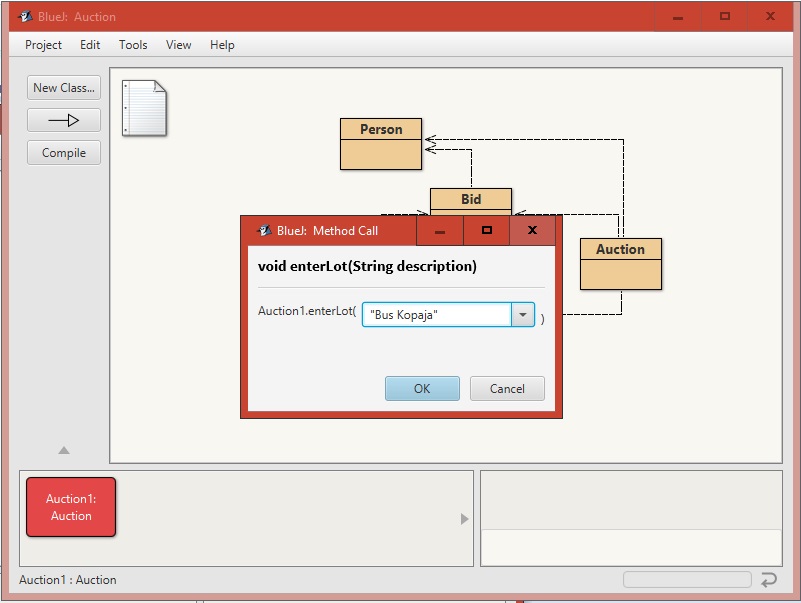 BlueJ: Auction
Project Edit Tools View Help
New Class...
Compile
Person
Bid
Auction
BlueJ: Method Call
void enterLot(String description)
Auction1.enterLot( "Bus Kopaja" )
OK Cancel
Auction1:
Auction
Auction1 : Auction